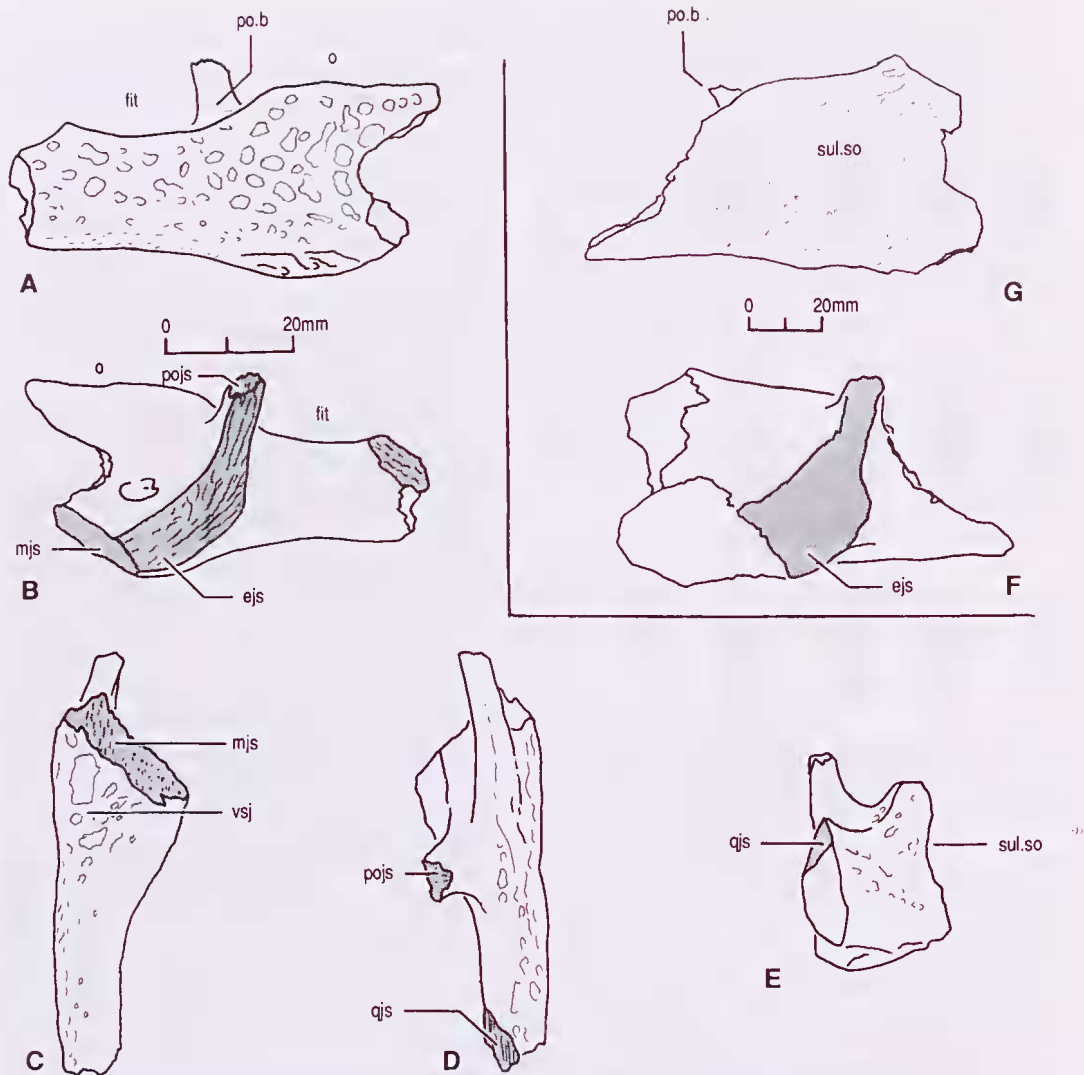 po.b
o
fit
A
po.b
sul.so
G
0 20mm
pojs
o
fit
mjs
ejs
B
0 20mm
ejs
F
mjs
vsj
C
pojs
qjs
D
qjs
sul.so
E